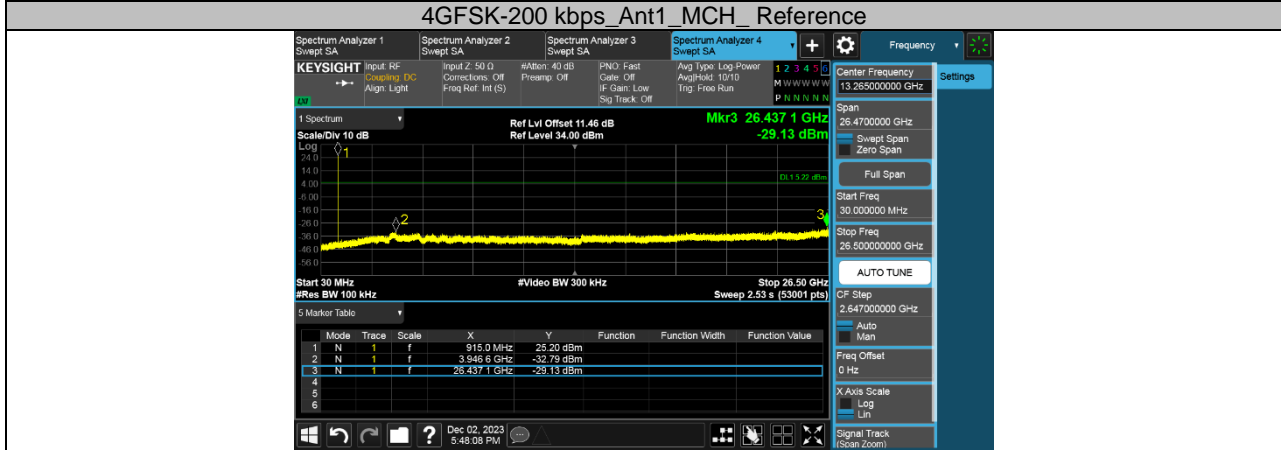 4GFSK-200 kbps_Ant1_MCH_ Reference
Spectrum Analyzer 1
Swept SA
Spectrum Analyzer 2
Swept SA
Spectrum Analyzer 3
Swept SA
Spectrum Analyzer 4
Swept SA
+
Frequency
KEYSIGHT
LXI
Input: RF
Coupling: DC
Align: Light
Input Z: 50 Ω
Corrections: Off
Freq Ref: Int (S)
#Atten: 40 dB
Preamp: Off
PNO: Fast
Gate: Off
IF Gain: Low
Sig Track: Off
Avg Type: Log-Power
Avg|Hold: 10/10
Trig: Free Run
1 2 3 4 5 6
M W W W W W
P N N N N N
Center Frequency
13.265000000 GHz
Settings
1 Spectrum
Scale/Div 10 dB
Ref Lvl Offset 11.46 dB
Ref Level 34.00 dBm
Mkr3 26.437 1 GHz
-29.13 dBm
Log
24.0
14.0
4.00
-6.00
-16.0
-26.0
-36.0
-46.0
-56.0
1
2
3
DL1 5.22 dBm
Start 30 MHz
#Res BW 100 kHz
#Video BW 300 kHz
Stop 26.50 GHz
Sweep 2.53 s (53001 pts)
Span
26.4700000 GHz
Swept Span
Zero Span
Full Span
Start Freq
30.000000 MHz
Stop Freq
26.500000000 GHz
AUTO TUNE
CF Step
2.647000000 GHz
Auto
Man
Freq Offset
0 Hz
X Axis Scale
Log
Lin
Signal Track
(Span Zoom)
5 Marker Table
Mode Trace Scale X Y Function Function Width Function Value
1 N 1 f 915.0 MHz 25.20 dBm
2 N 1 f 3.946 6 GHz -32.79 dBm
3 N 1 f 26.437 1 GHz -29.13 dBm
4
5
6
?
Dec 02, 2023
5:48:08 PM